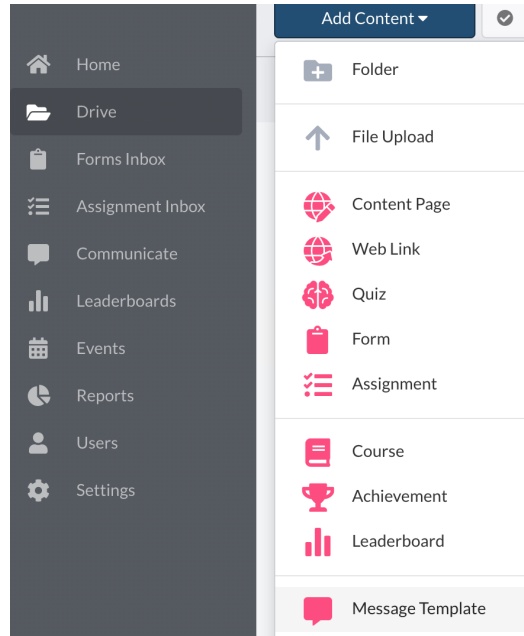 Home
Drive
Forms Inbox
Assignment Inbox
Communicate
Leaderboards
Events
Reports
Users
Settings
Add Content
Folder
File Upload
Content Page
Web Link
Quiz
Form
Assignment
Course
Achievement
Leaderboard
Message Template